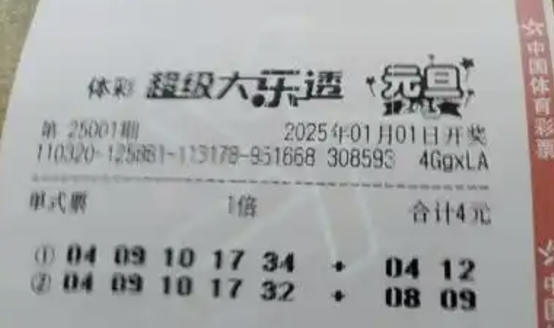 体彩 超级大乐透 元旦
第 25001期 2025年01月01日开奖
110320-125881-113178-951668 308593 4GgxLA
单式票 1倍 合计4元
① 04 09 10 17 34 + 04 12
② 04 09 10 17 32 + 08 09
中国体育彩票
中国